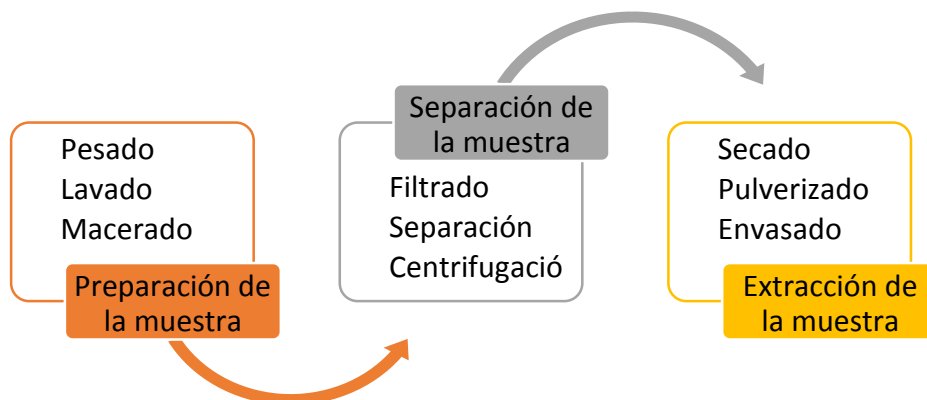 Pesado
Lavado
Macerado
Preparación de
la muestra
Separación de
la muestra
Filtrado
Separación
Centrifugació
Secado
Pulverizado
Envasado
Extracción de
la muestra